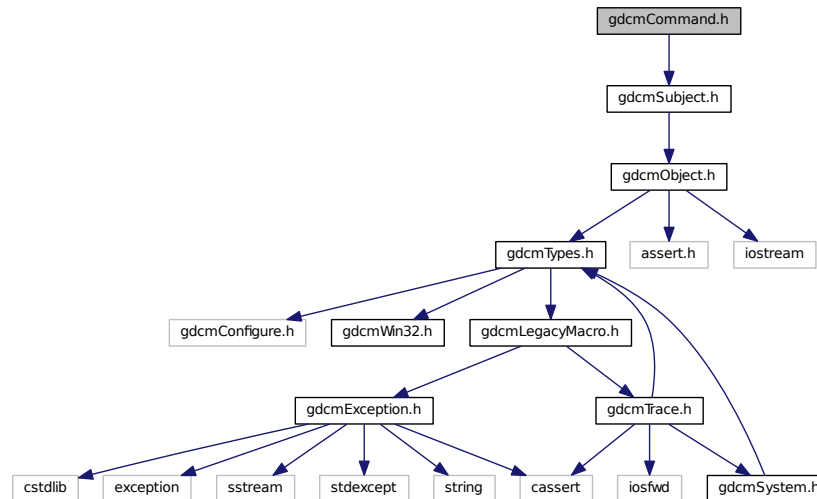 gdcmCommand.h
gdcmSubject.h
gdcmObject.h
gdcmTypes.h
assert.h
iostream
gdcmConfigure.h
gdcmWin32.h
gdcmLegacyMacro.h
gdcmException.h
gdcmTrace.h
cstdlib
exception
sstream
stdexcept
string
cassert
iosfwd
gdcmSystem.h